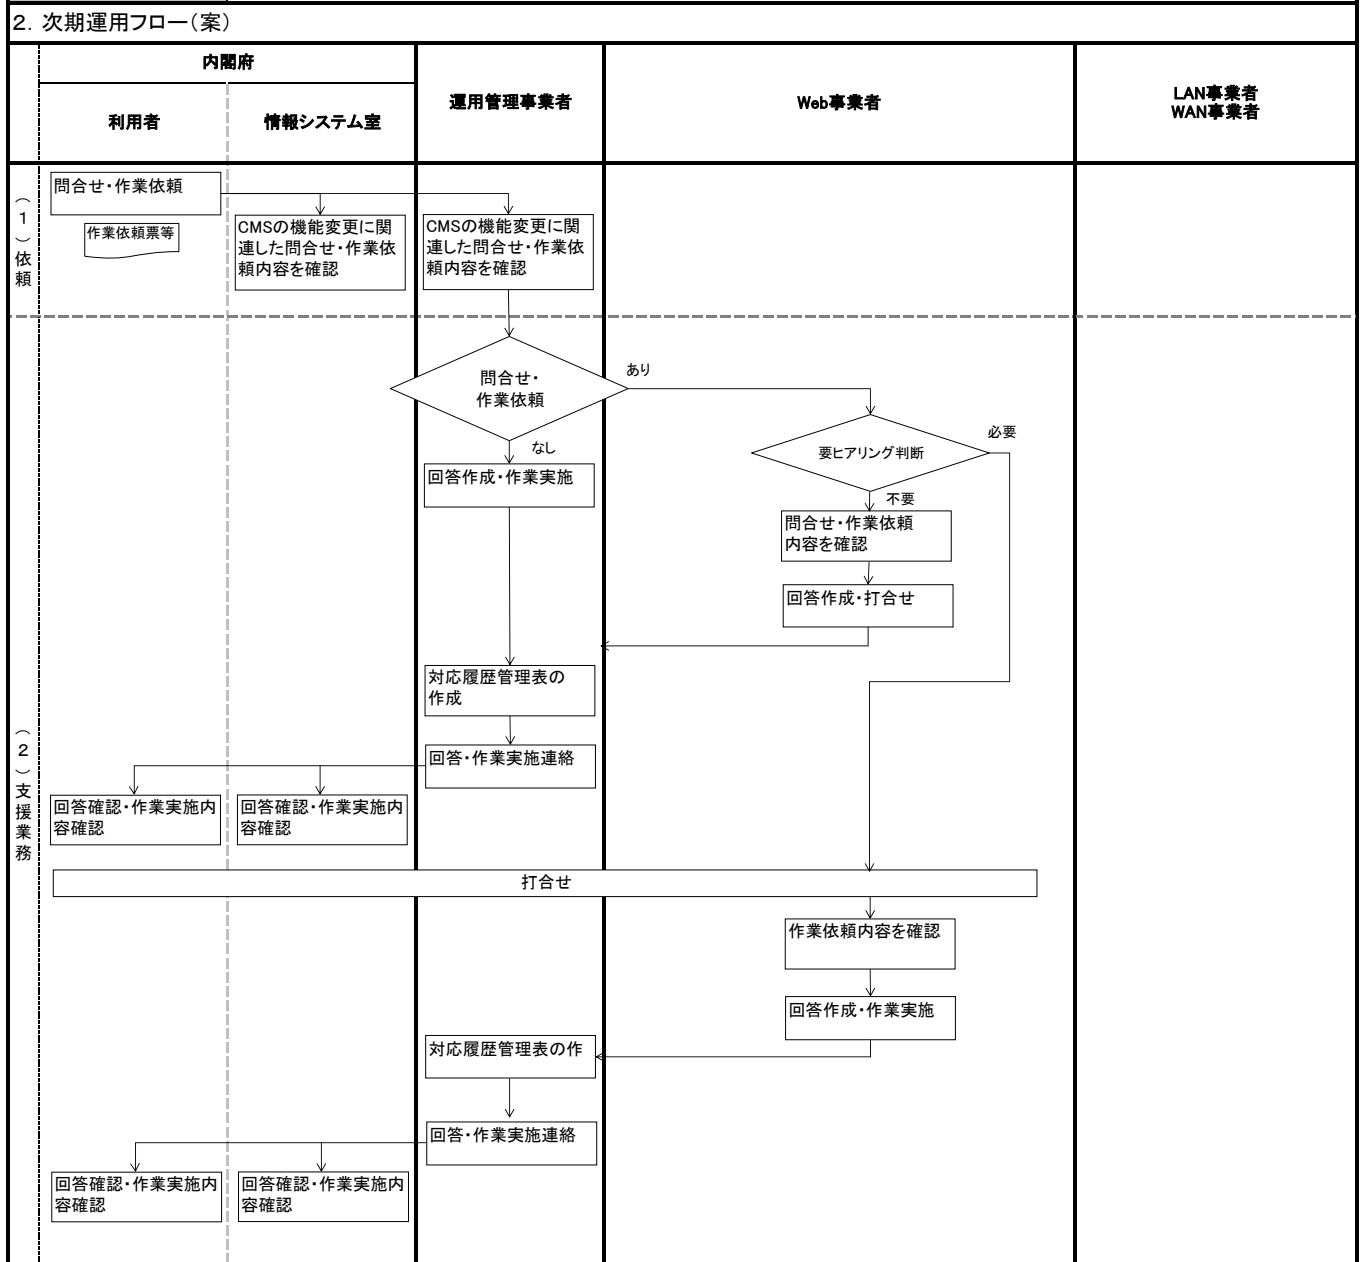 2．次期運用フロー（案）
内閣府
利用者
情報システム室
運用管理事業者
Web事業者
LAN事業者
WAN事業者
（1）依頼
問合せ・作業依頼
作業依頼票等
CMSの機能変更に関
連した問合せ・作業依
頼内容を確認
CMSの機能変更に関
連した問合せ・作業依
頼内容を確認
（2）支援業務
問合せ・
作業依頼
あり
なし
要ヒアリング判断
必要
不要
回答作成・作業実施
問合せ・作業依頼
内容を確認
回答作成・打合せ
対応履歴管理表の
作成
回答・作業実施連絡
回答確認・作業実施内
容確認
回答確認・作業実施内
容確認
打合せ
作業依頼内容を確認
回答作成・作業実施
対応履歴管理表の作
回答・作業実施連絡
回答確認・作業実施内
容確認
回答確認・作業実施内
容確認